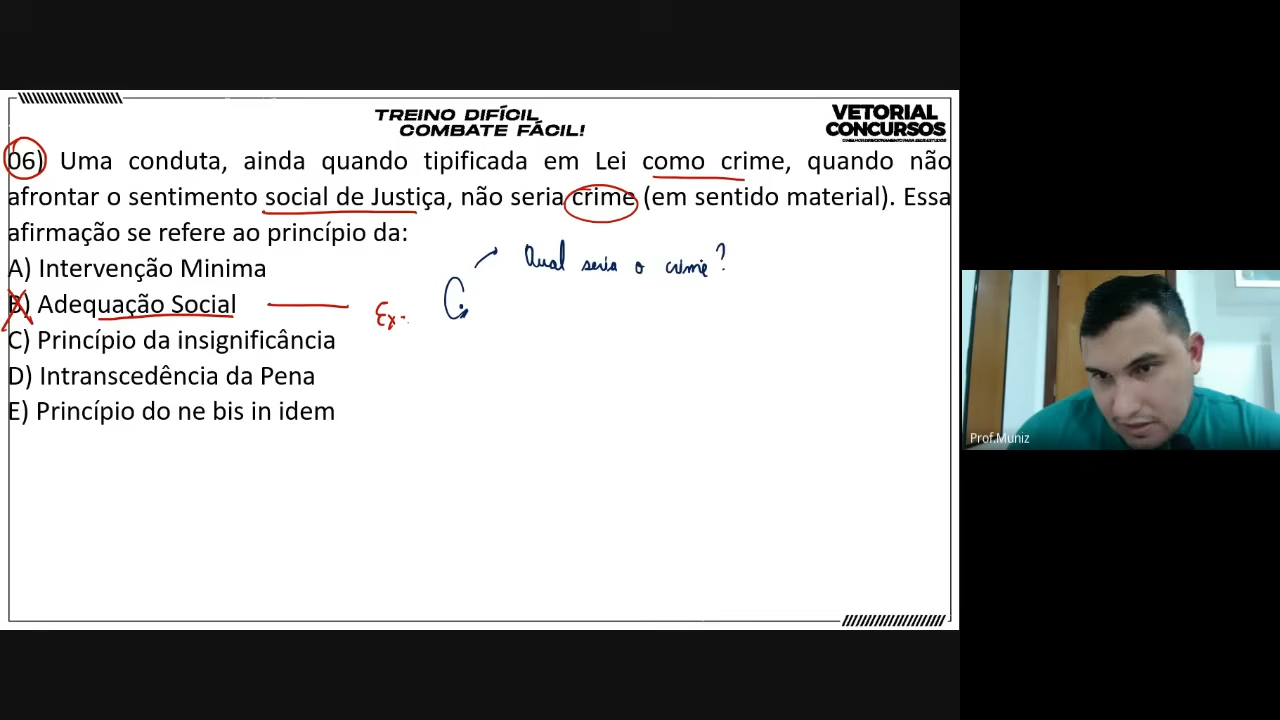 TREINO DIFÍCIL
COMBATE FÁCIL!
VETORIAL
CONCURSOS
06) Uma conduta, ainda quando tipificada em Lei como crime, quando não
afrontar o sentimento social de Justiça, não seria crime (em sentido material). Essa
afirmação se refere ao princípio da:
Qual seria o crime?
A) Intervenção Minima
B) Adequação Social
Ex.:
C) Princípio da insignificância
D) Intranscedência da Pena
E) Princípio do ne bis in idem
Prof.Muniz